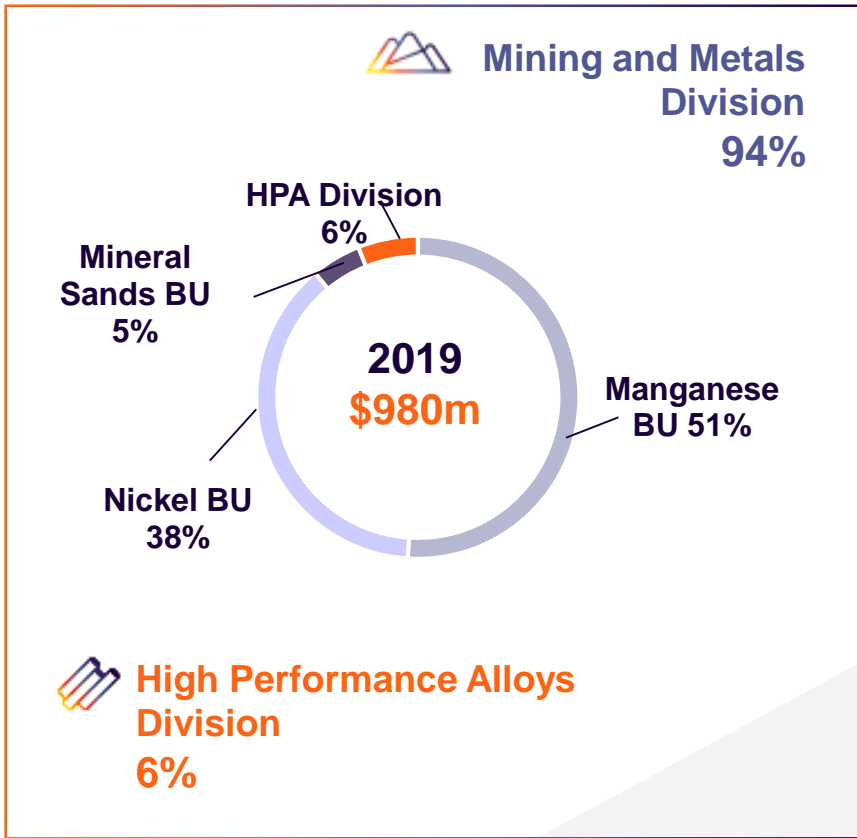 Mining and Metals
Division
94%
HPA Division
6%
Mineral
Sands BU
5%
2019
$980m
Manganese
BU 51%
Nickel BU
38%
High Performance Alloys
Division
6%